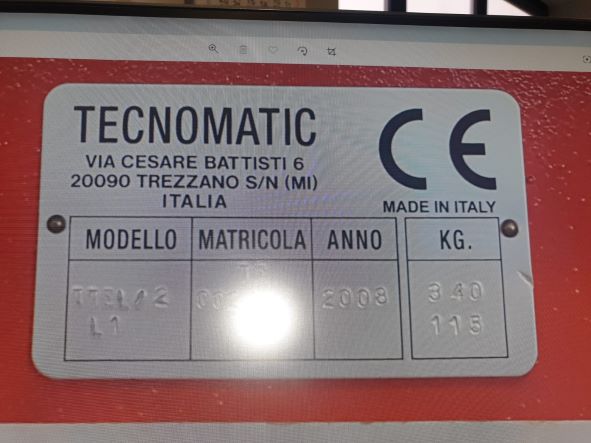 TECNOMATIC
VIA CESARE BATTISTI 6
20090 TREZZANO S/N (MI)
ITALIA
CE
MADE IN ITALY
MODELLO MATRICOLA ANNO KG.
2008 340
L1 115